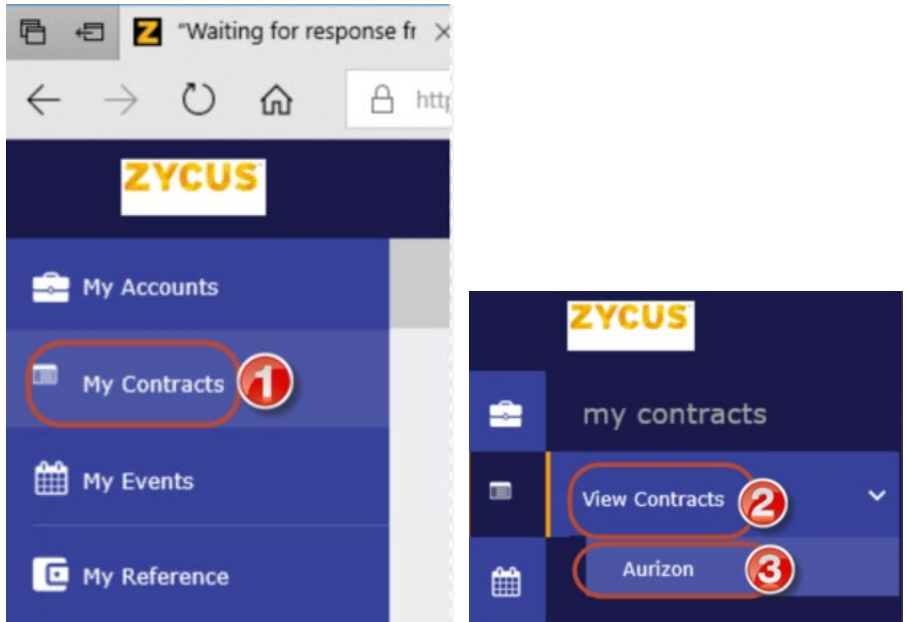 "Waiting for response fr
http
ZYCUS
My Accounts
My Contracts 1
My Events
My Reference
ZYCUS
my contracts
View Contracts 2
Aurizon 3